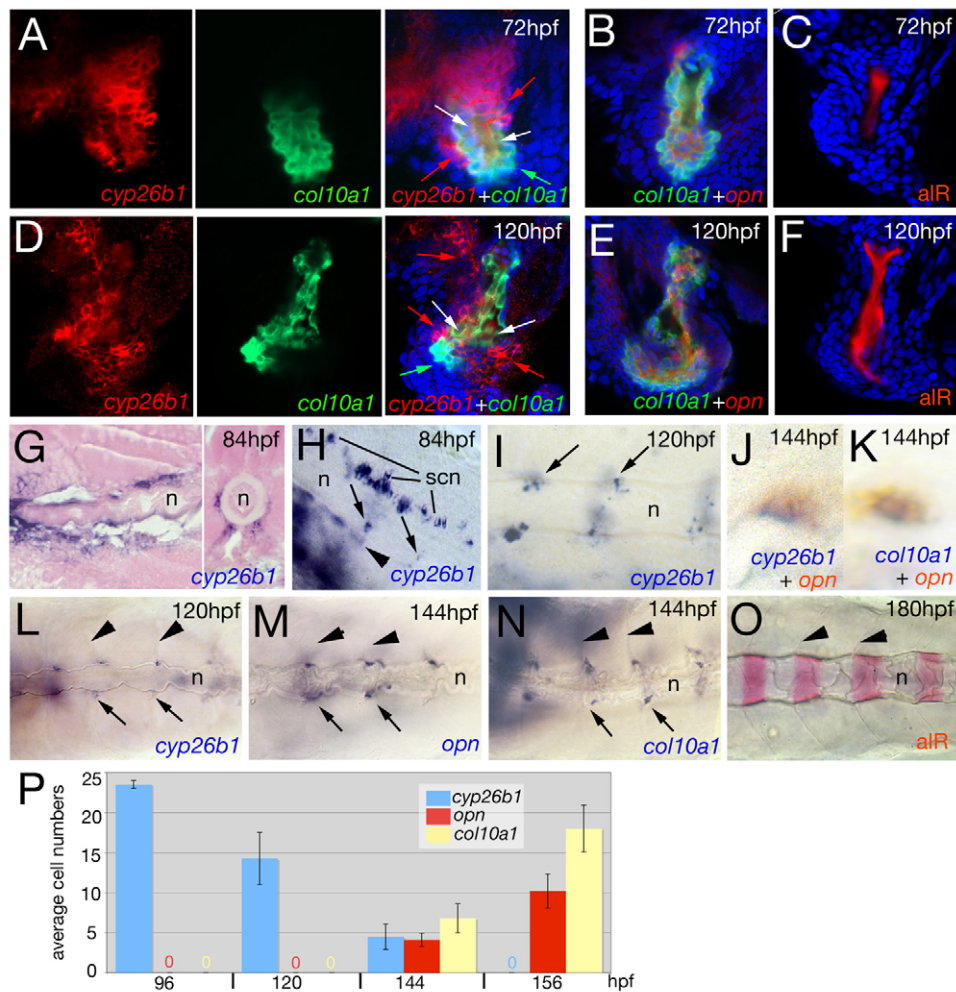 A 72hpf
cyp26b1
col10a1
cyp26b1+col10a1
B 72hpf
col10a1+opn
C 72hpf
alR
D 120hpf
cyp26b1
col10a1
cyp26b1+col10a1
E 120hpf
col10a1+opn
F 120hpf
alR
G 84hpf
n n
cyp26b1
H 84hpf
n scn
cyp26b1
I 120hpf
n
cyp26b1
J 144hpf
cyp26b1
+ opn
K 144hpf
col10a1
+ opn
L 120hpf
n
cyp26b1
M 144hpf
n
opn
N 144hpf
n
col10a1
O 180hpf
n
alR
P
average cell numbers
25
20
15
10
5
0
cyp26b1
opn
col10a1
0 0 0 0 0
96 120 144 156 hpf